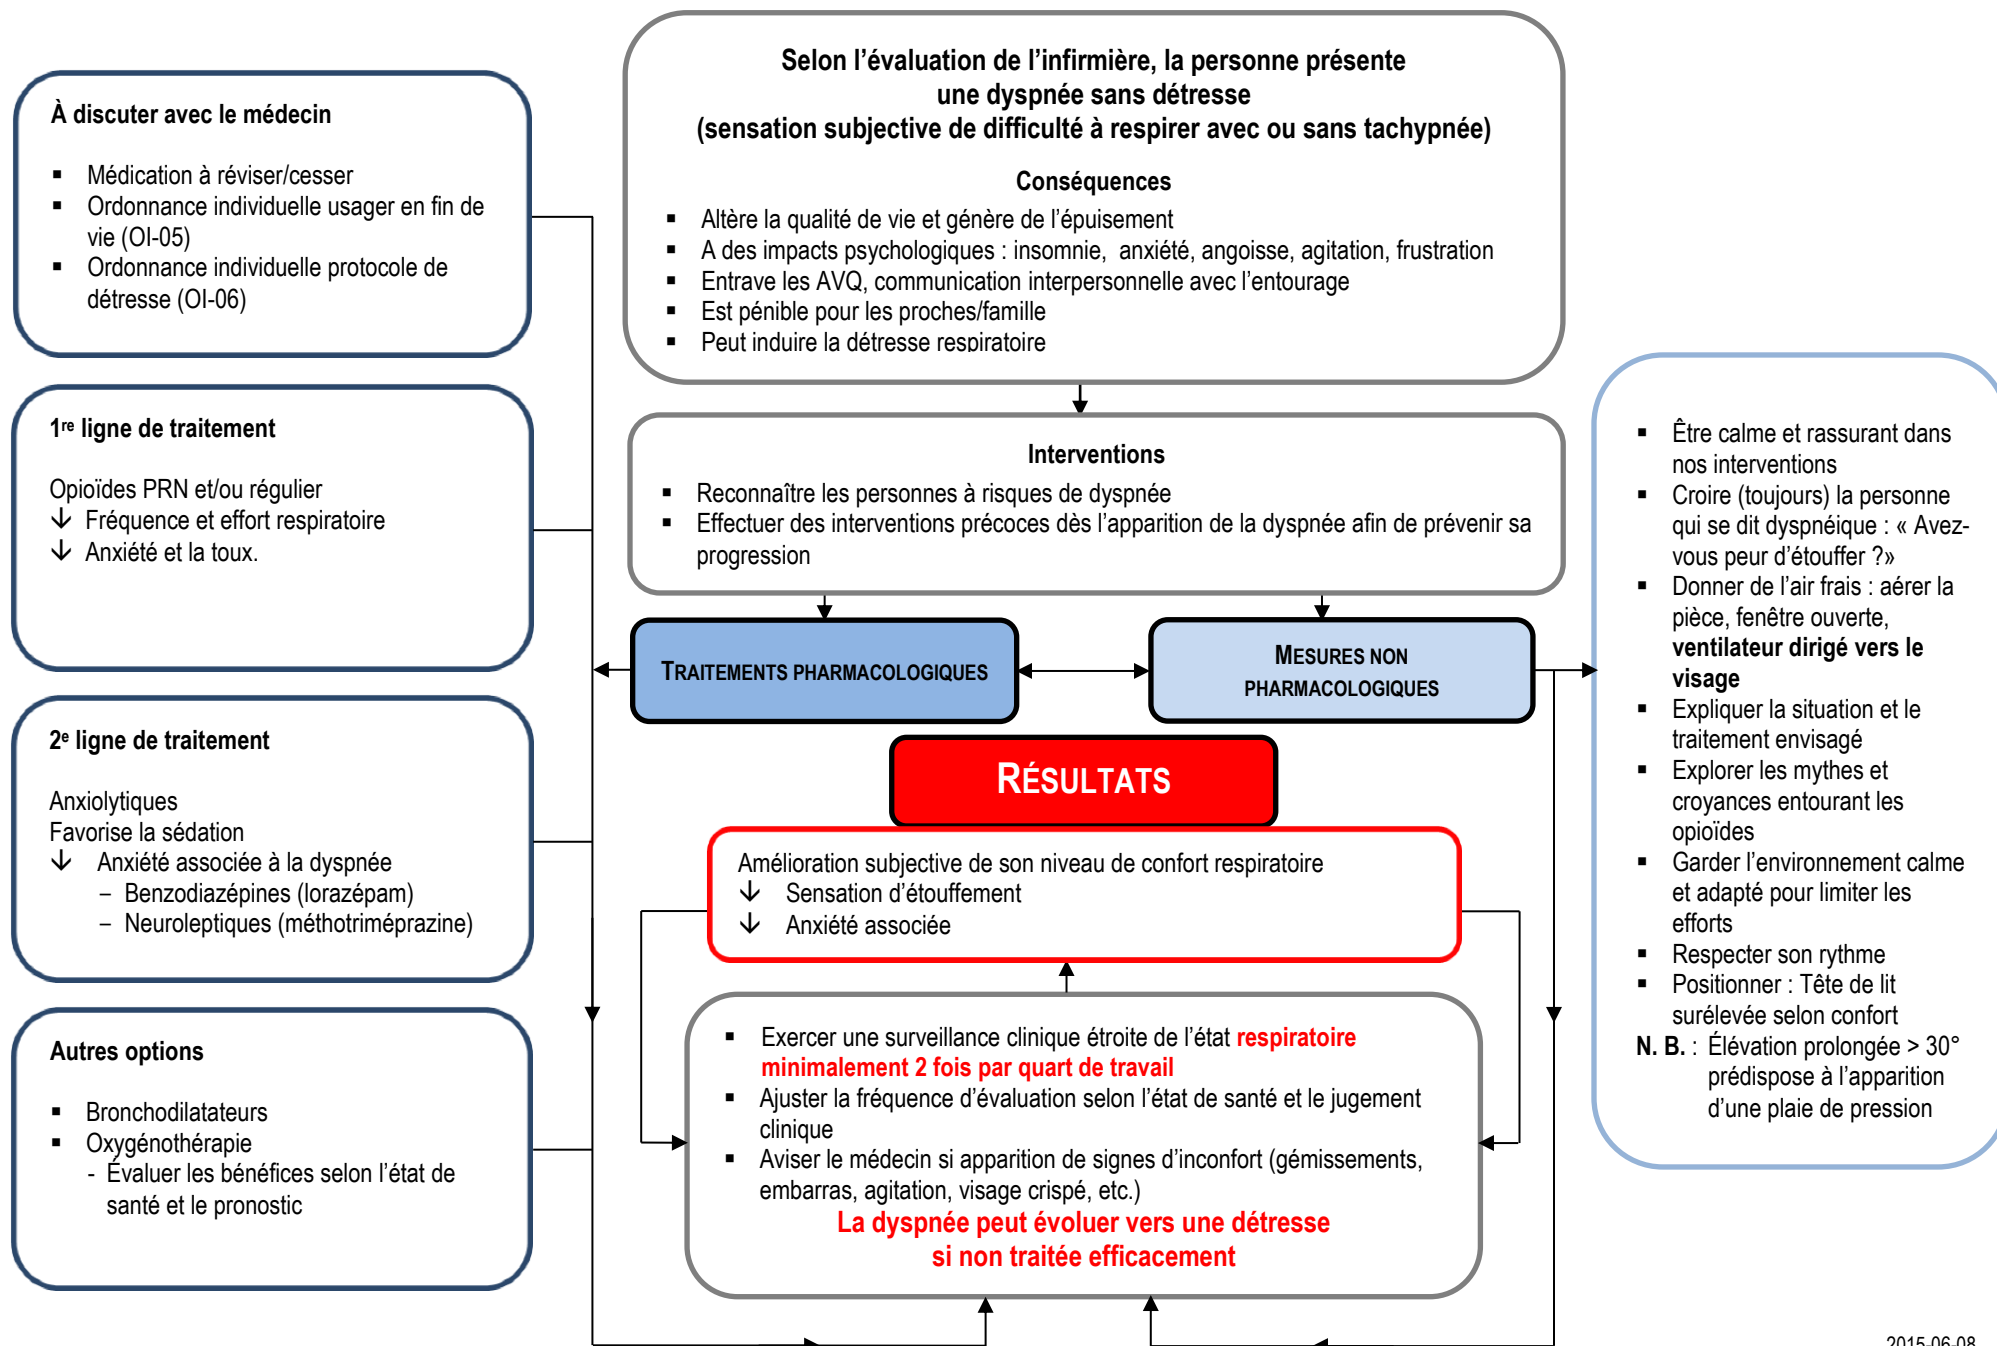 Selon l’évaluation de l’infirmière, la personne présente
une dyspnée sans détresse
(sensation subjective de difficulté à respirer avec ou sans tachypnée)
Conséquences
▪ Altère la qualité de vie et génère de l’épuisement
▪ A des impacts psychologiques : insomnie, anxiété, angoisse, agitation, frustration
▪ Entrave les AVQ, communication interpersonnelle avec l’entourage
▪ Est pénible pour les proches/famille
▪ Peut induire la détresse respiratoire
À discuter avec le médecin
▪ Médication à réviser/cesser
▪ Ordonnance individuelle usager en fin de
vie (OI-05)
▪ Ordonnance individuelle protocole de
détresse (OI-06)
1re ligne de traitement
Opioïdes PRN et/ou régulier
↓ Fréquence et effort respiratoire
↓ Anxiété et la toux.
2e ligne de traitement
Anxiolytiques
Favorise la sédation
↓ Anxiété associée à la dyspnée
– Benzodiazépines (lorazépam)
– Neuroleptiques (méthotriméprazine)
Autres options
▪ Bronchodilatateurs
▪ Oxygénothérapie
- Évaluer les bénéfices selon l’état de
santé et le pronostic
Interventions
▪ Reconnaître les personnes à risques de dyspnée
▪ Effectuer des interventions précoces dès l’apparition de la dyspnée afin de prévenir sa
progression
TRAITEMENTS PHARMACOLOGIQUES
MESURES NON
PHARMACOLOGIQUES
RÉSULTATS
Amélioration subjective de son niveau de confort respiratoire
↓ Sensation d’étouffement
↓ Anxiété associée
▪ Exercer une surveillance clinique étroite de l’état respiratoire
minimalement 2 fois par quart de travail
▪ Ajuster la fréquence d’évaluation selon l’état de santé et le jugement
clinique
▪ Aviser le médecin si apparition de signes d’inconfort (gémissements,
embarras, agitation, visage crispé, etc.)
La dyspnée peut évoluer vers une détresse
si non traitée efficacement
▪ Être calme et rassurant dans
nos interventions
▪ Croire (toujours) la personne
qui se dit dyspnéique : « Avez-
vous peur d’étouffer ?»
▪ Donner de l’air frais : aérer la
pièce, fenêtre ouverte,
ventilateur dirigé vers le
visage
▪ Expliquer la situation et le
traitement envisagé
▪ Explorer les mythes et
croyances entourant les
opioïdes
▪ Garder l’environnement calme
et adapté pour limiter les
efforts
▪ Respecter son rythme
▪ Positionner : Tête de lit
surélevée selon confort
N. B. : Élévation prolongée > 30°
prédispose à l’apparition
d’une plaie de pression
2015-06-08